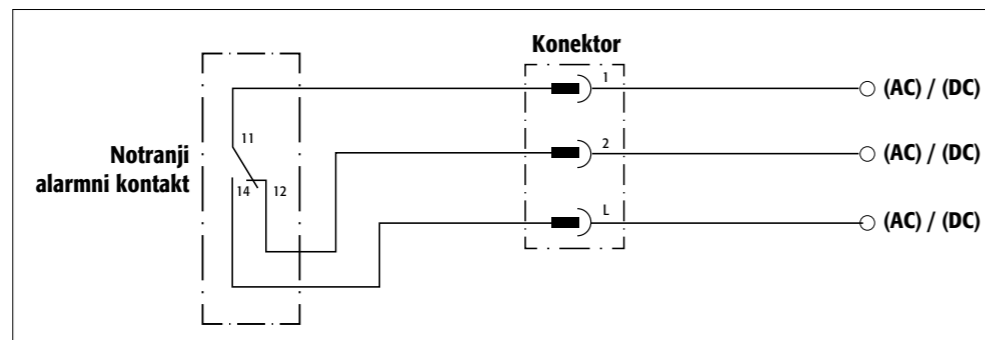 Konektor
1
(AC) / (DC)
11
2
(AC) / (DC)
Notranji
alarmni kontakt
14
12
L
(AC) / (DC)